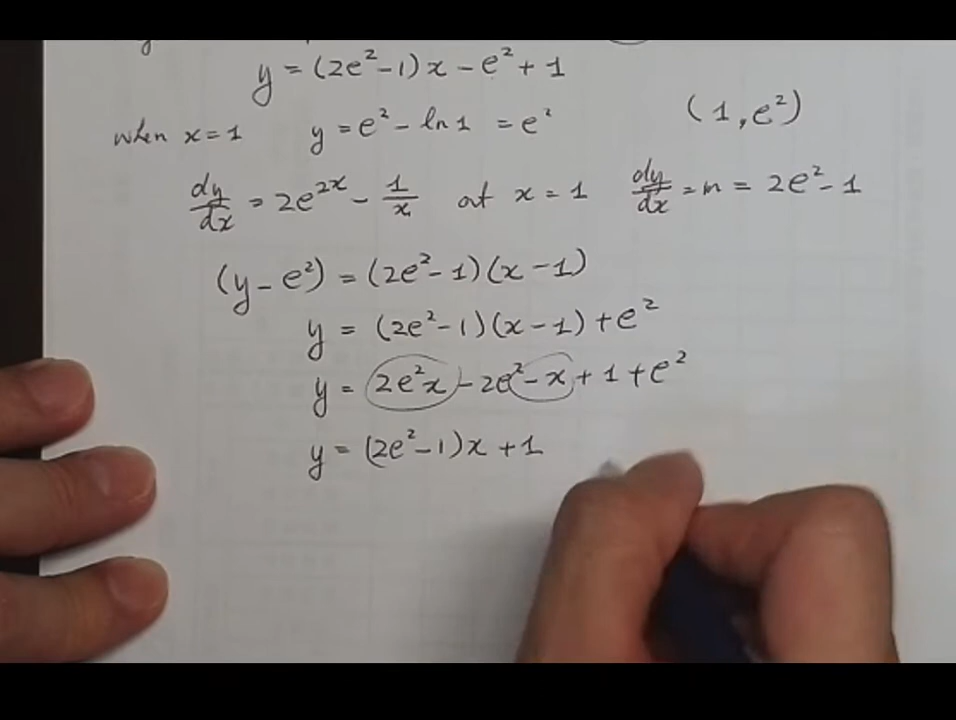 y = (2e²-1)x - e² + 1
when x = 1 y = e² - ln 1 = e² (1, e²)
dy/dx = 2e^{2x} - 1/x at x = 1 dy/dx = m = 2e² - 1
(y - e²) = (2e² - 1)(x - 1)
y = (2e² - 1)(x - 1) + e²
y = 2e²x - 2e² - x + 1 + e²
y = (2e² - 1)x + 1